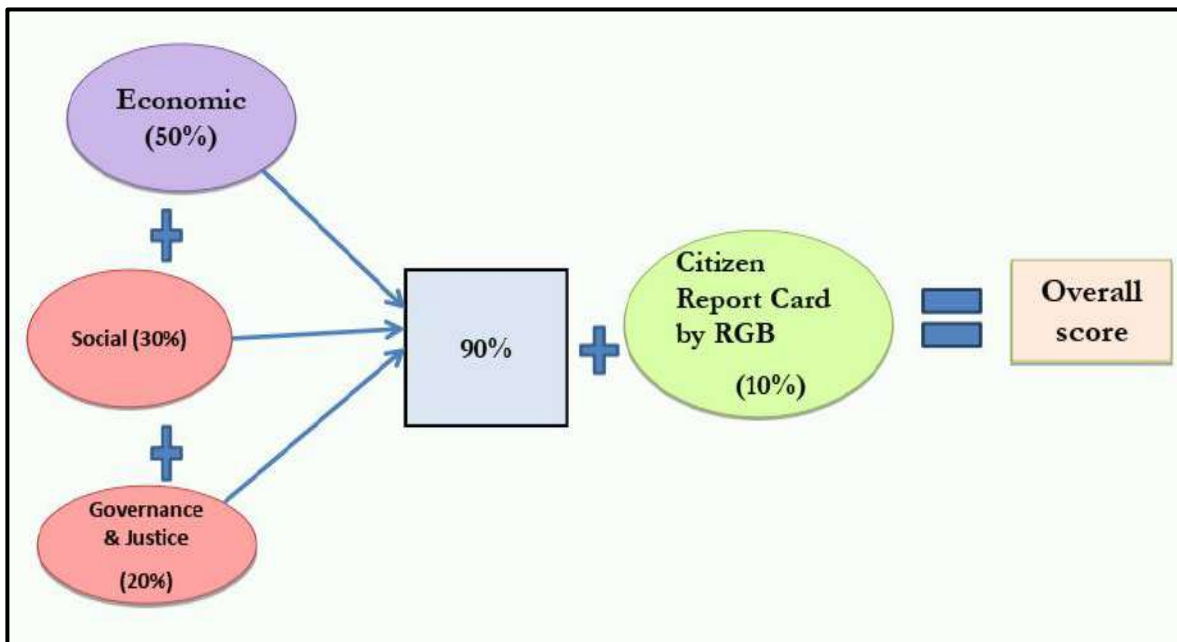 Economic
(50%)
Social (30%)
Governance
& Justice
(20%)
90%
Citizen
Report Card
by RGB
(10%)
Overall
score